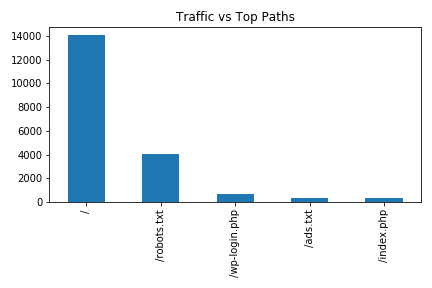 Traffic vs Top Paths
14000
12000
10000
8000
6000
4000
2000
0
/
/robots.txt
/wp-login.php
/ads.txt
/index.php